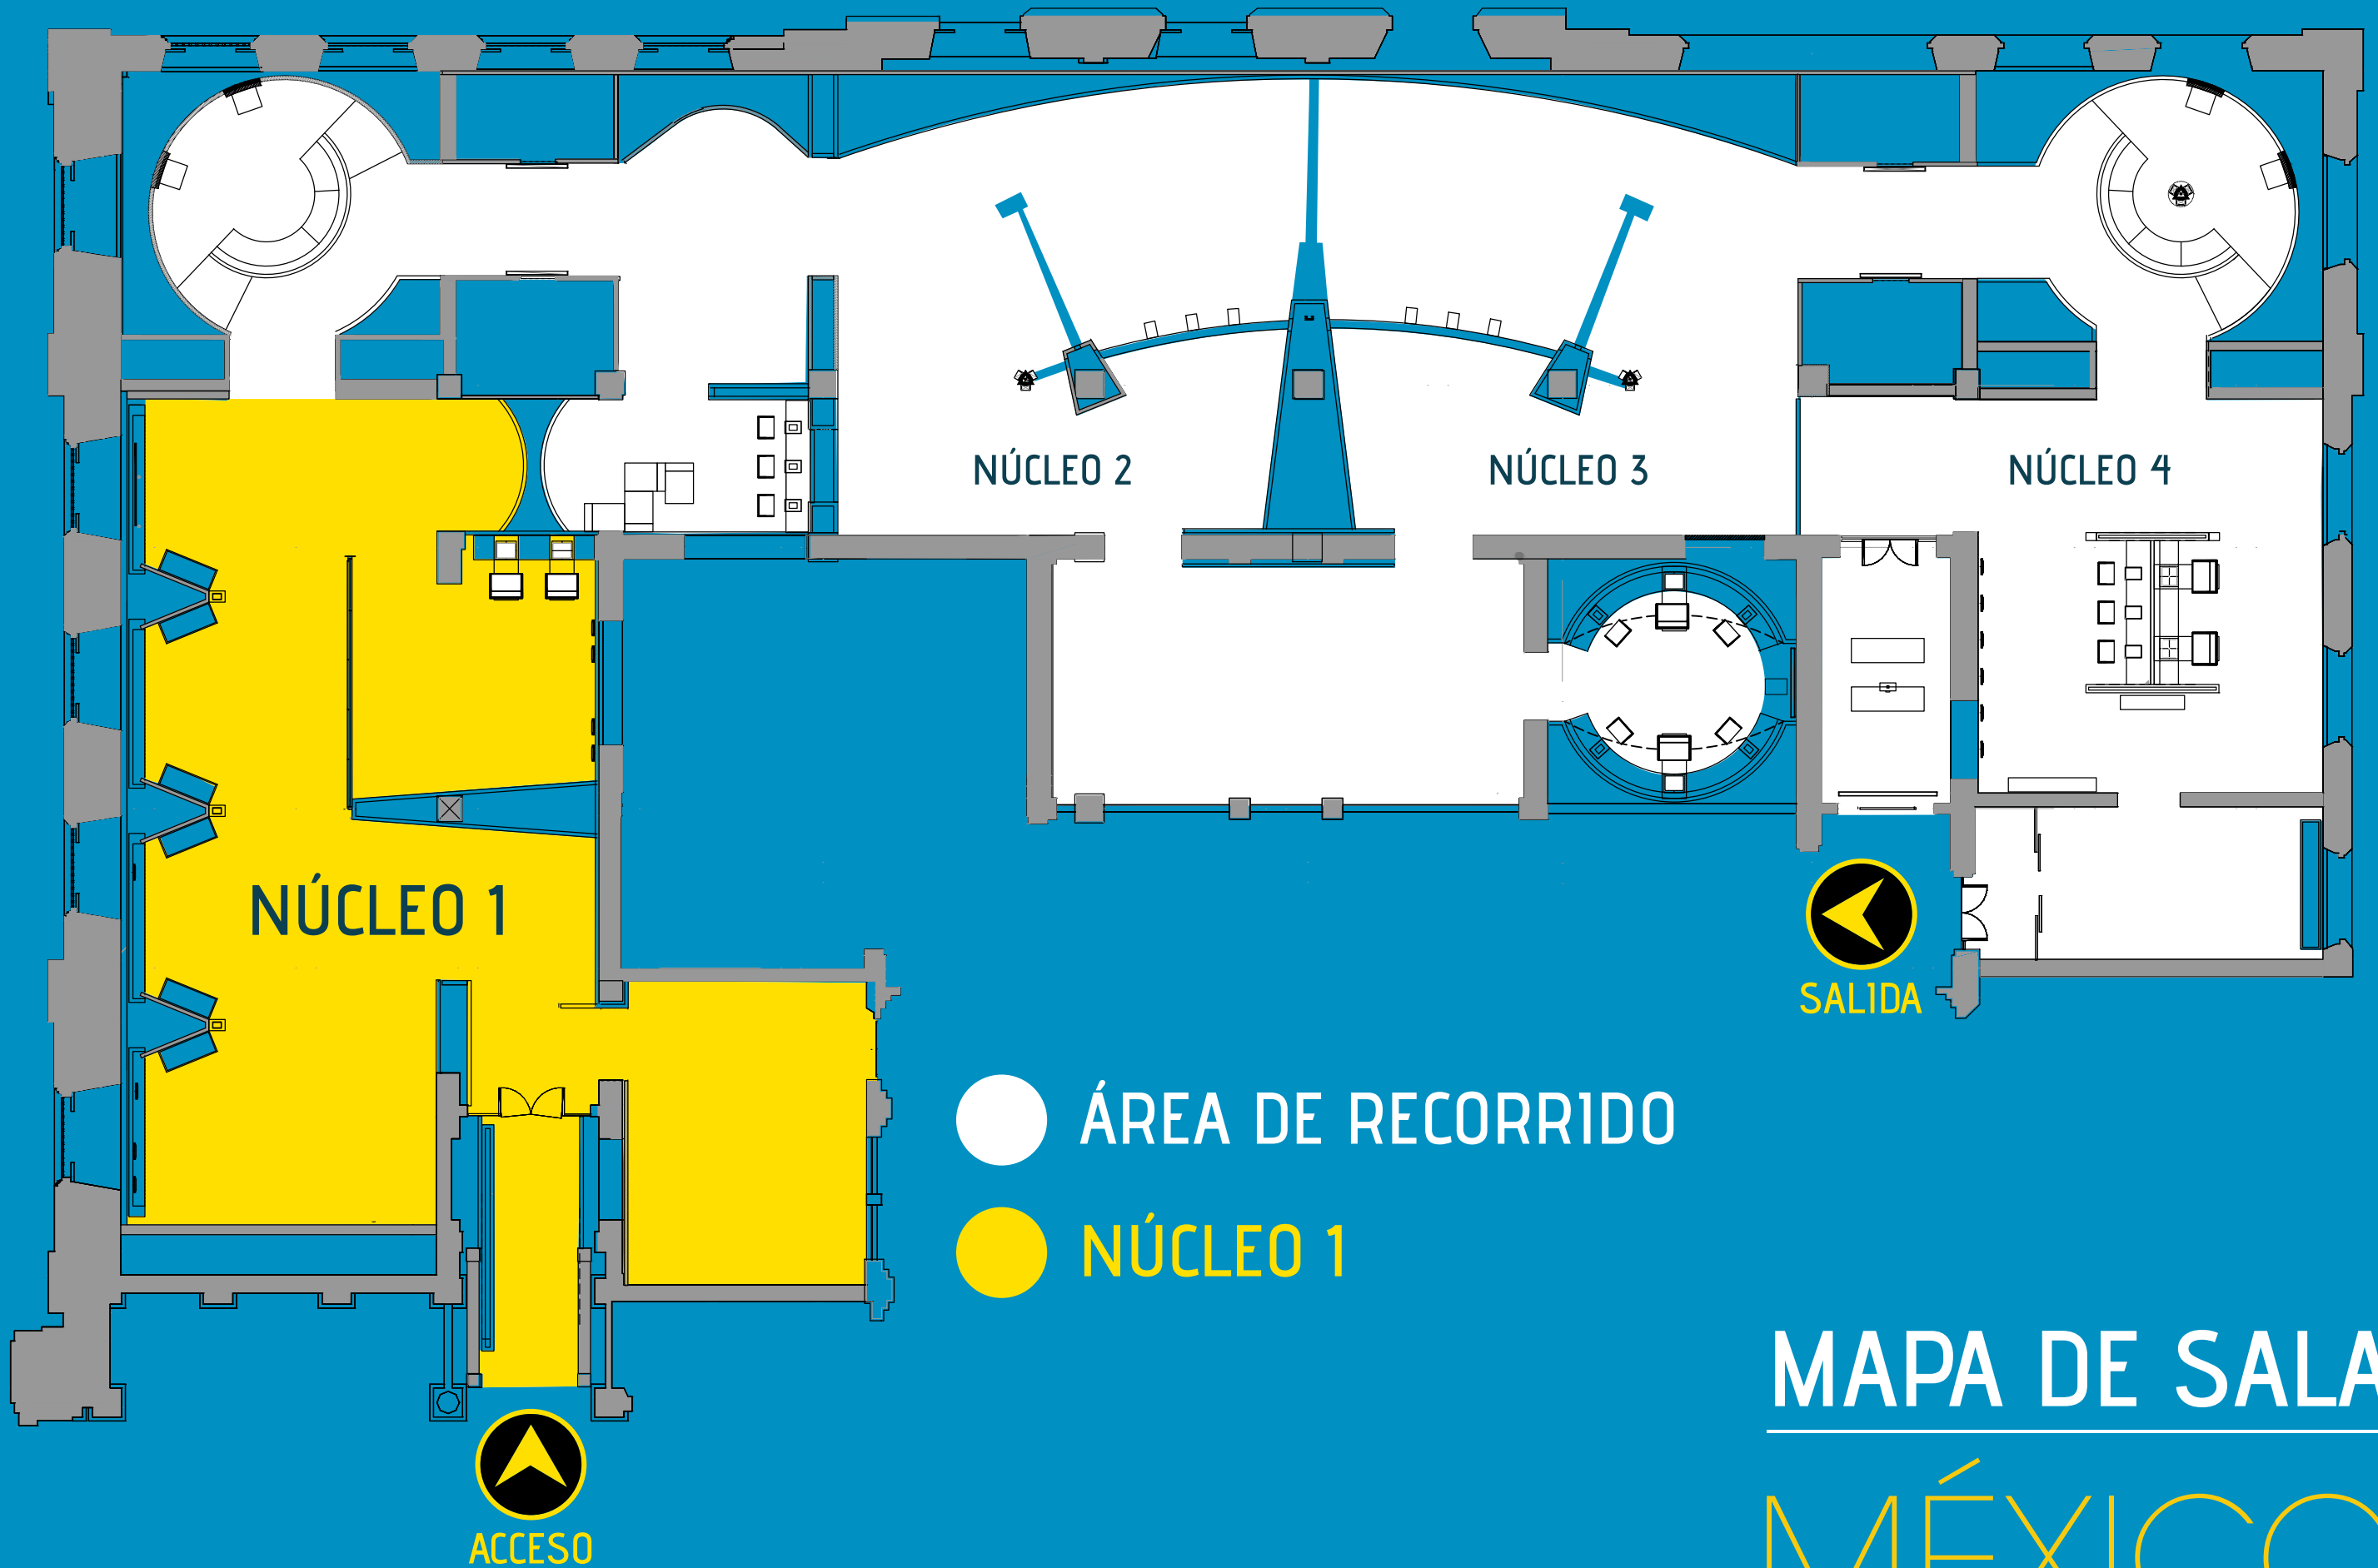 NÚCLEO 2
NÚCLEO 3
NÚCLEO 4
NÚCLEO 1
SALIDA
ÁREA DE RECORRIDO
NÚCLEO 1
MAPA DE SALA
MÉXICO
ACCESO